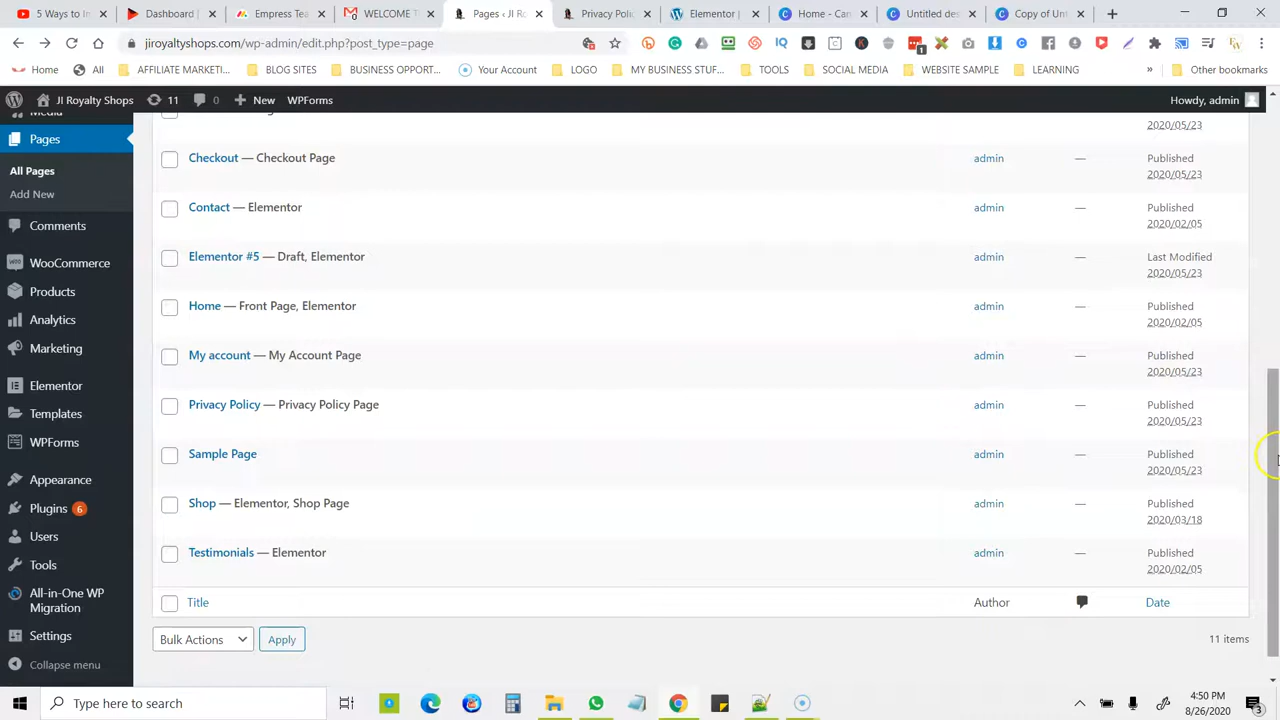 5 Ways to In
Dashboard |
Empress Tea
WELCOME T
Pages ‹ JI Ro
Privacy Polic
Elementor |
Home - Can
Untitled des
Copy of Unt
jiroyaltyshops.com/wp-admin/edit.php?post_type=page
Home
All
AFFILIATE MARKETI...
BLOG SITES
BUSINESS OPPORT...
Your Account
LOGO
MY BUSINESS STUF...
TOOLS
SOCIAL MEDIA
WEBSITE SAMPLE
LEARNING
»
Other bookmarks
JI Royalty Shops
11
0
New
WPForms
Howdy, admin
Media
Pages
All Pages
Add New
Comments
WooCommerce
Products
Analytics
Marketing
Elementor
Templates
WPForms
Appearance
Plugins 6
Users
Tools
All-in-One WP
Migration
Settings
Collapse menu
2020/05/23
Checkout — Checkout Page
admin
—
Published
2020/05/23
Contact — Elementor
admin
—
Published
2020/02/05
Elementor #5 — Draft, Elementor
admin
—
Last Modified
2020/05/23
Home — Front Page, Elementor
admin
—
Published
2020/02/05
My account — My Account Page
admin
—
Published
2020/05/23
Privacy Policy — Privacy Policy Page
admin
—
Published
2020/05/23
Sample Page
admin
—
Published
2020/05/23
Shop — Elementor, Shop Page
admin
—
Published
2020/03/18
Testimonials — Elementor
admin
—
Published
2020/02/05
Title
Author
Date
Bulk Actions
Apply
11 items
Type here to search
4:50 PM
8/26/2020
3